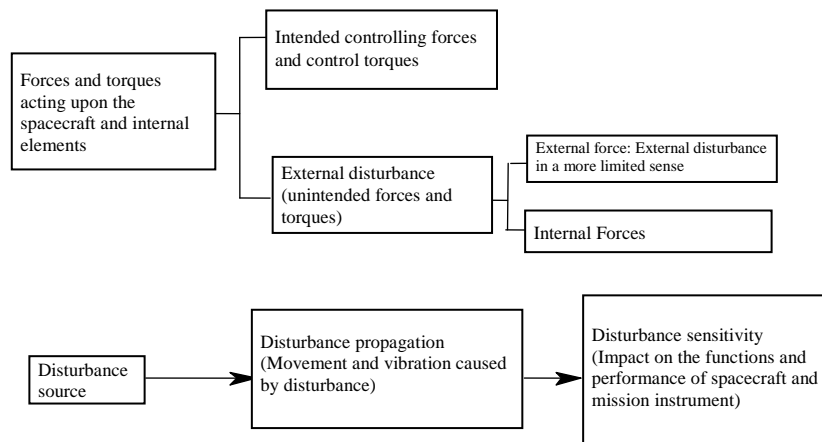 Intended controlling forces
and control torques
Forces and torques
acting upon the
spacecraft and internal
elements
External disturbance
(unintended forces and
torques)
External force: External disturbance
in a more limited sense
Internal Forces
Disturbance
source
Disturbance propagation
(Movement and vibration caused
by disturbance)
Disturbance sensitivity
(Impact on the functions and
performance of spacecraft and
mission instrument)